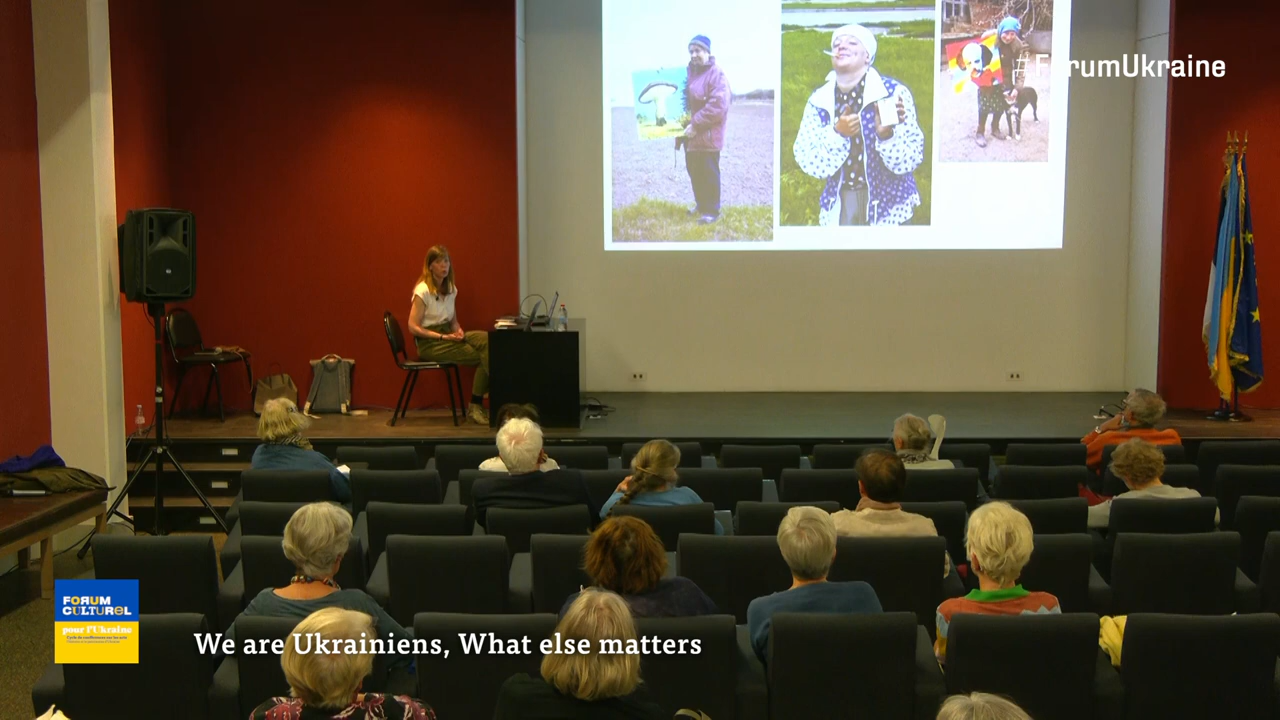 #ForumUkraine
FORUM
CULTUREL
pour l'Ukraine
We are Ukrainiens, What else matters